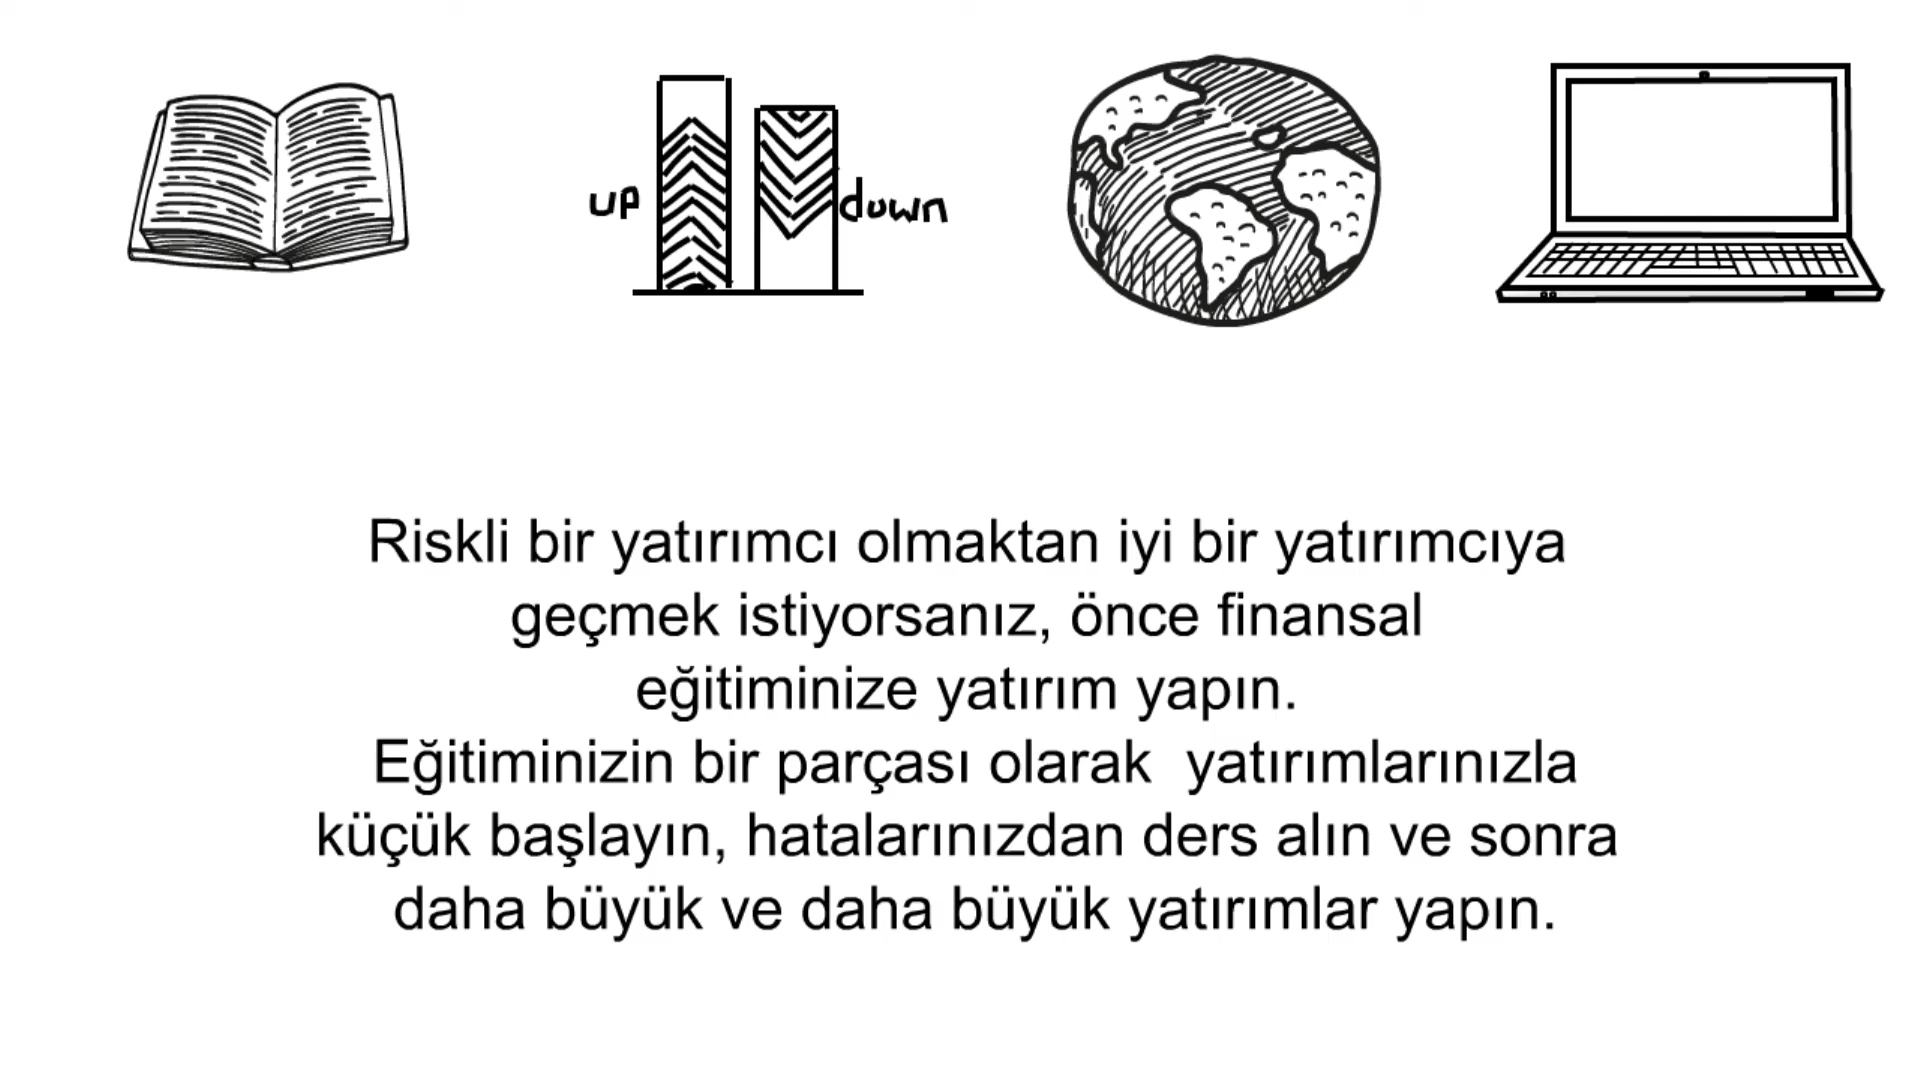 up
down
Riskli bir yatırımcı olmaktan iyi bir yatırımcıya
geçmek istiyorsanız, önce finansal
eğitiminize yatırım yapın.
Eğitiminizin bir parçası olarak  yatırımlarınızla
küçük başlayın, hatalarınızdan ders alın ve sonra
daha büyük ve daha büyük yatırımlar yapın.